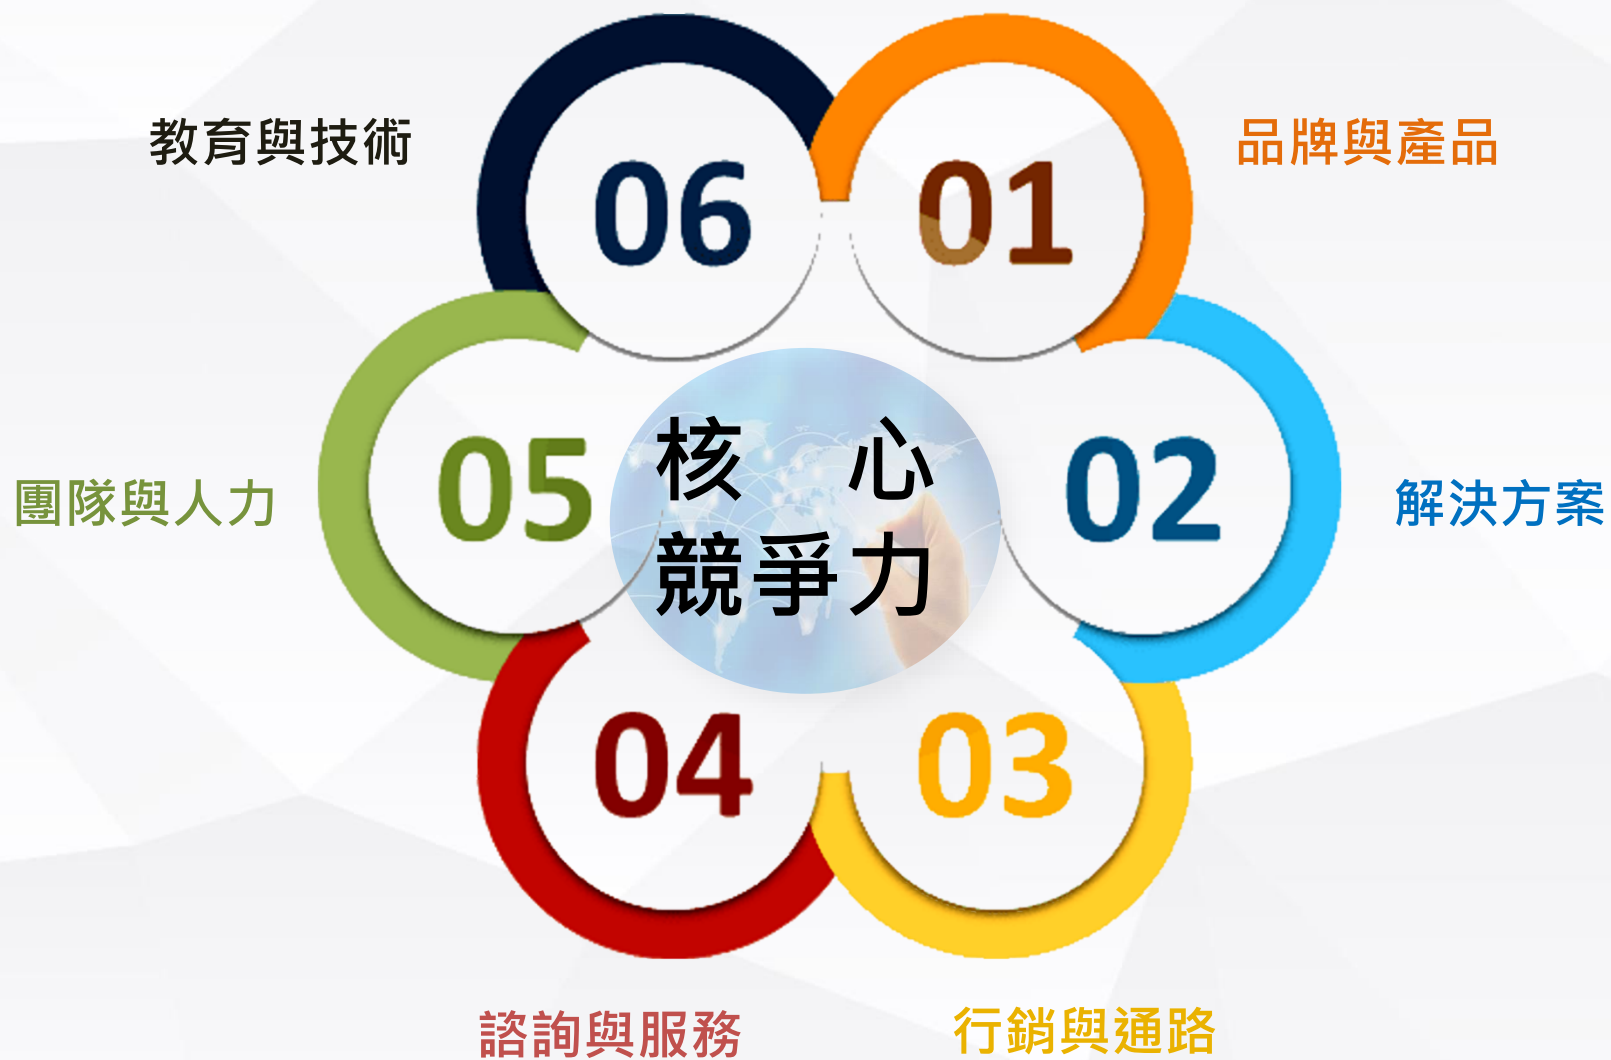 教育與技術
06
01
品牌與產品
團隊與人力
05
核心
競爭力
02
解決方案
04
03
諮詢與服務
行銷與通路